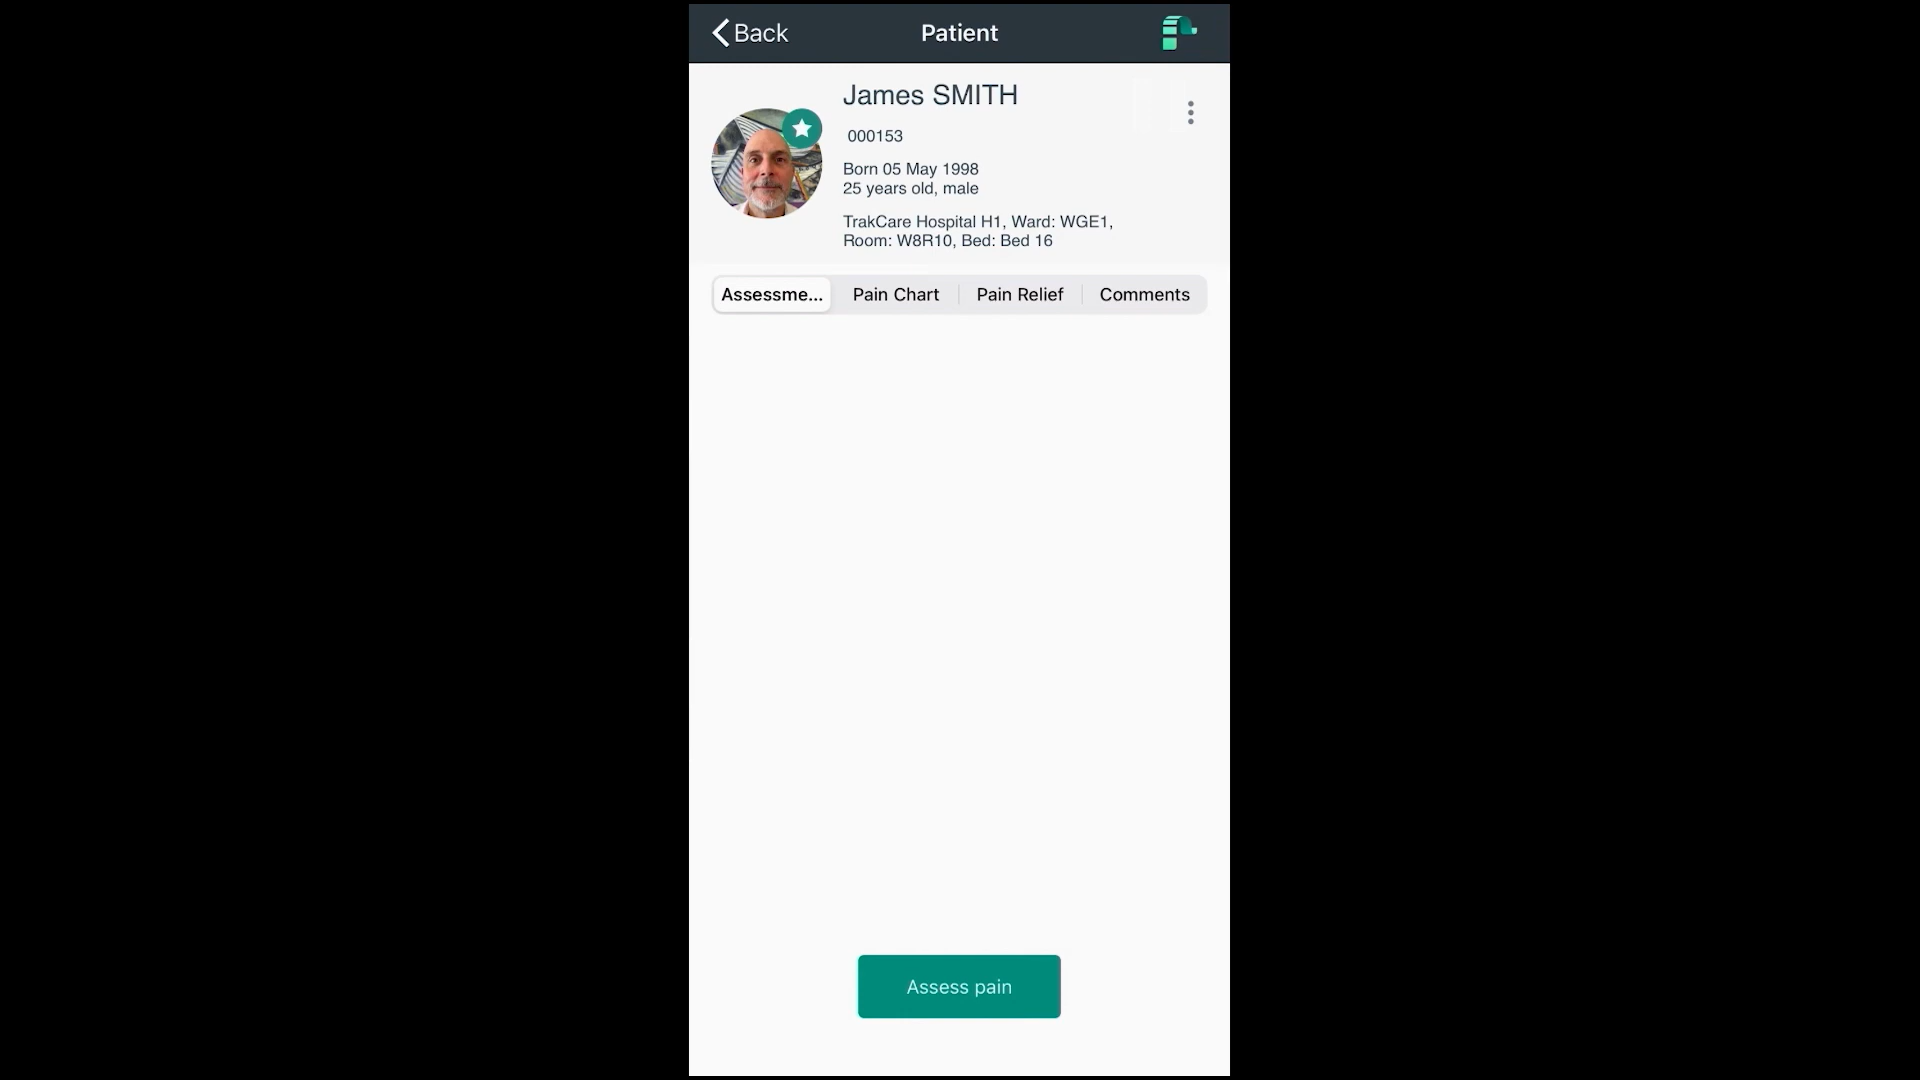 Back
Patient
James SMITH
000153
Born 05 May 1998
25 years old, male
TrakCare Hospital H1, Ward: WGE1,
Room: W8R10, Bed: Bed 16
Assessme...
Pain Chart
Pain Relief
Comments
Assess pain